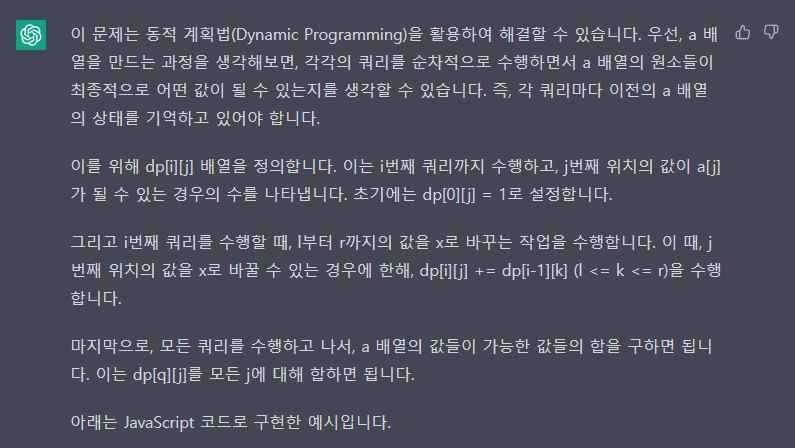 이 문제는 동적 계획법(Dynamic Programming)을 활용하여 해결할 수 있습니다. 우선, a 배
열을 만드는 과정을 생각해보면, 각각의 쿼리를 순차적으로 수행하면서 a 배열의 원소들이
최종적으로 어떤 값이 될 수 있는지를 생각할 수 있습니다. 즉, 각 쿼리마다 이전의 a 배열
의 상태를 기억하고 있어야 합니다.
이를 위해 dp[i][j] 배열을 정의합니다. 이는 i번째 쿼리까지 수행하고, j번째 위치의 값이 a[j]
가 될 수 있는 경우의 수를 나타냅니다. 초기에는 dp[0][j] = 1로 설정합니다.
그리고 i번째 쿼리를 수행할 때, l부터 r까지의 값을 x로 바꾸는 작업을 수행합니다. 이 때, j
번째 위치의 값을 x로 바꿀 수 있는 경우에 한해, dp[i][j] += dp[i-1][k] (l <= k <= r)을 수행
합니다.
마지막으로, 모든 쿼리를 수행하고 나서, a 배열의 값들이 가능한 값들의 합을 구하면 됩니
다. 이는 dp[q][j]를 모든 j에 대해 합하면 됩니다.
아래는 JavaScript 코드로 구현한 예시입니다.